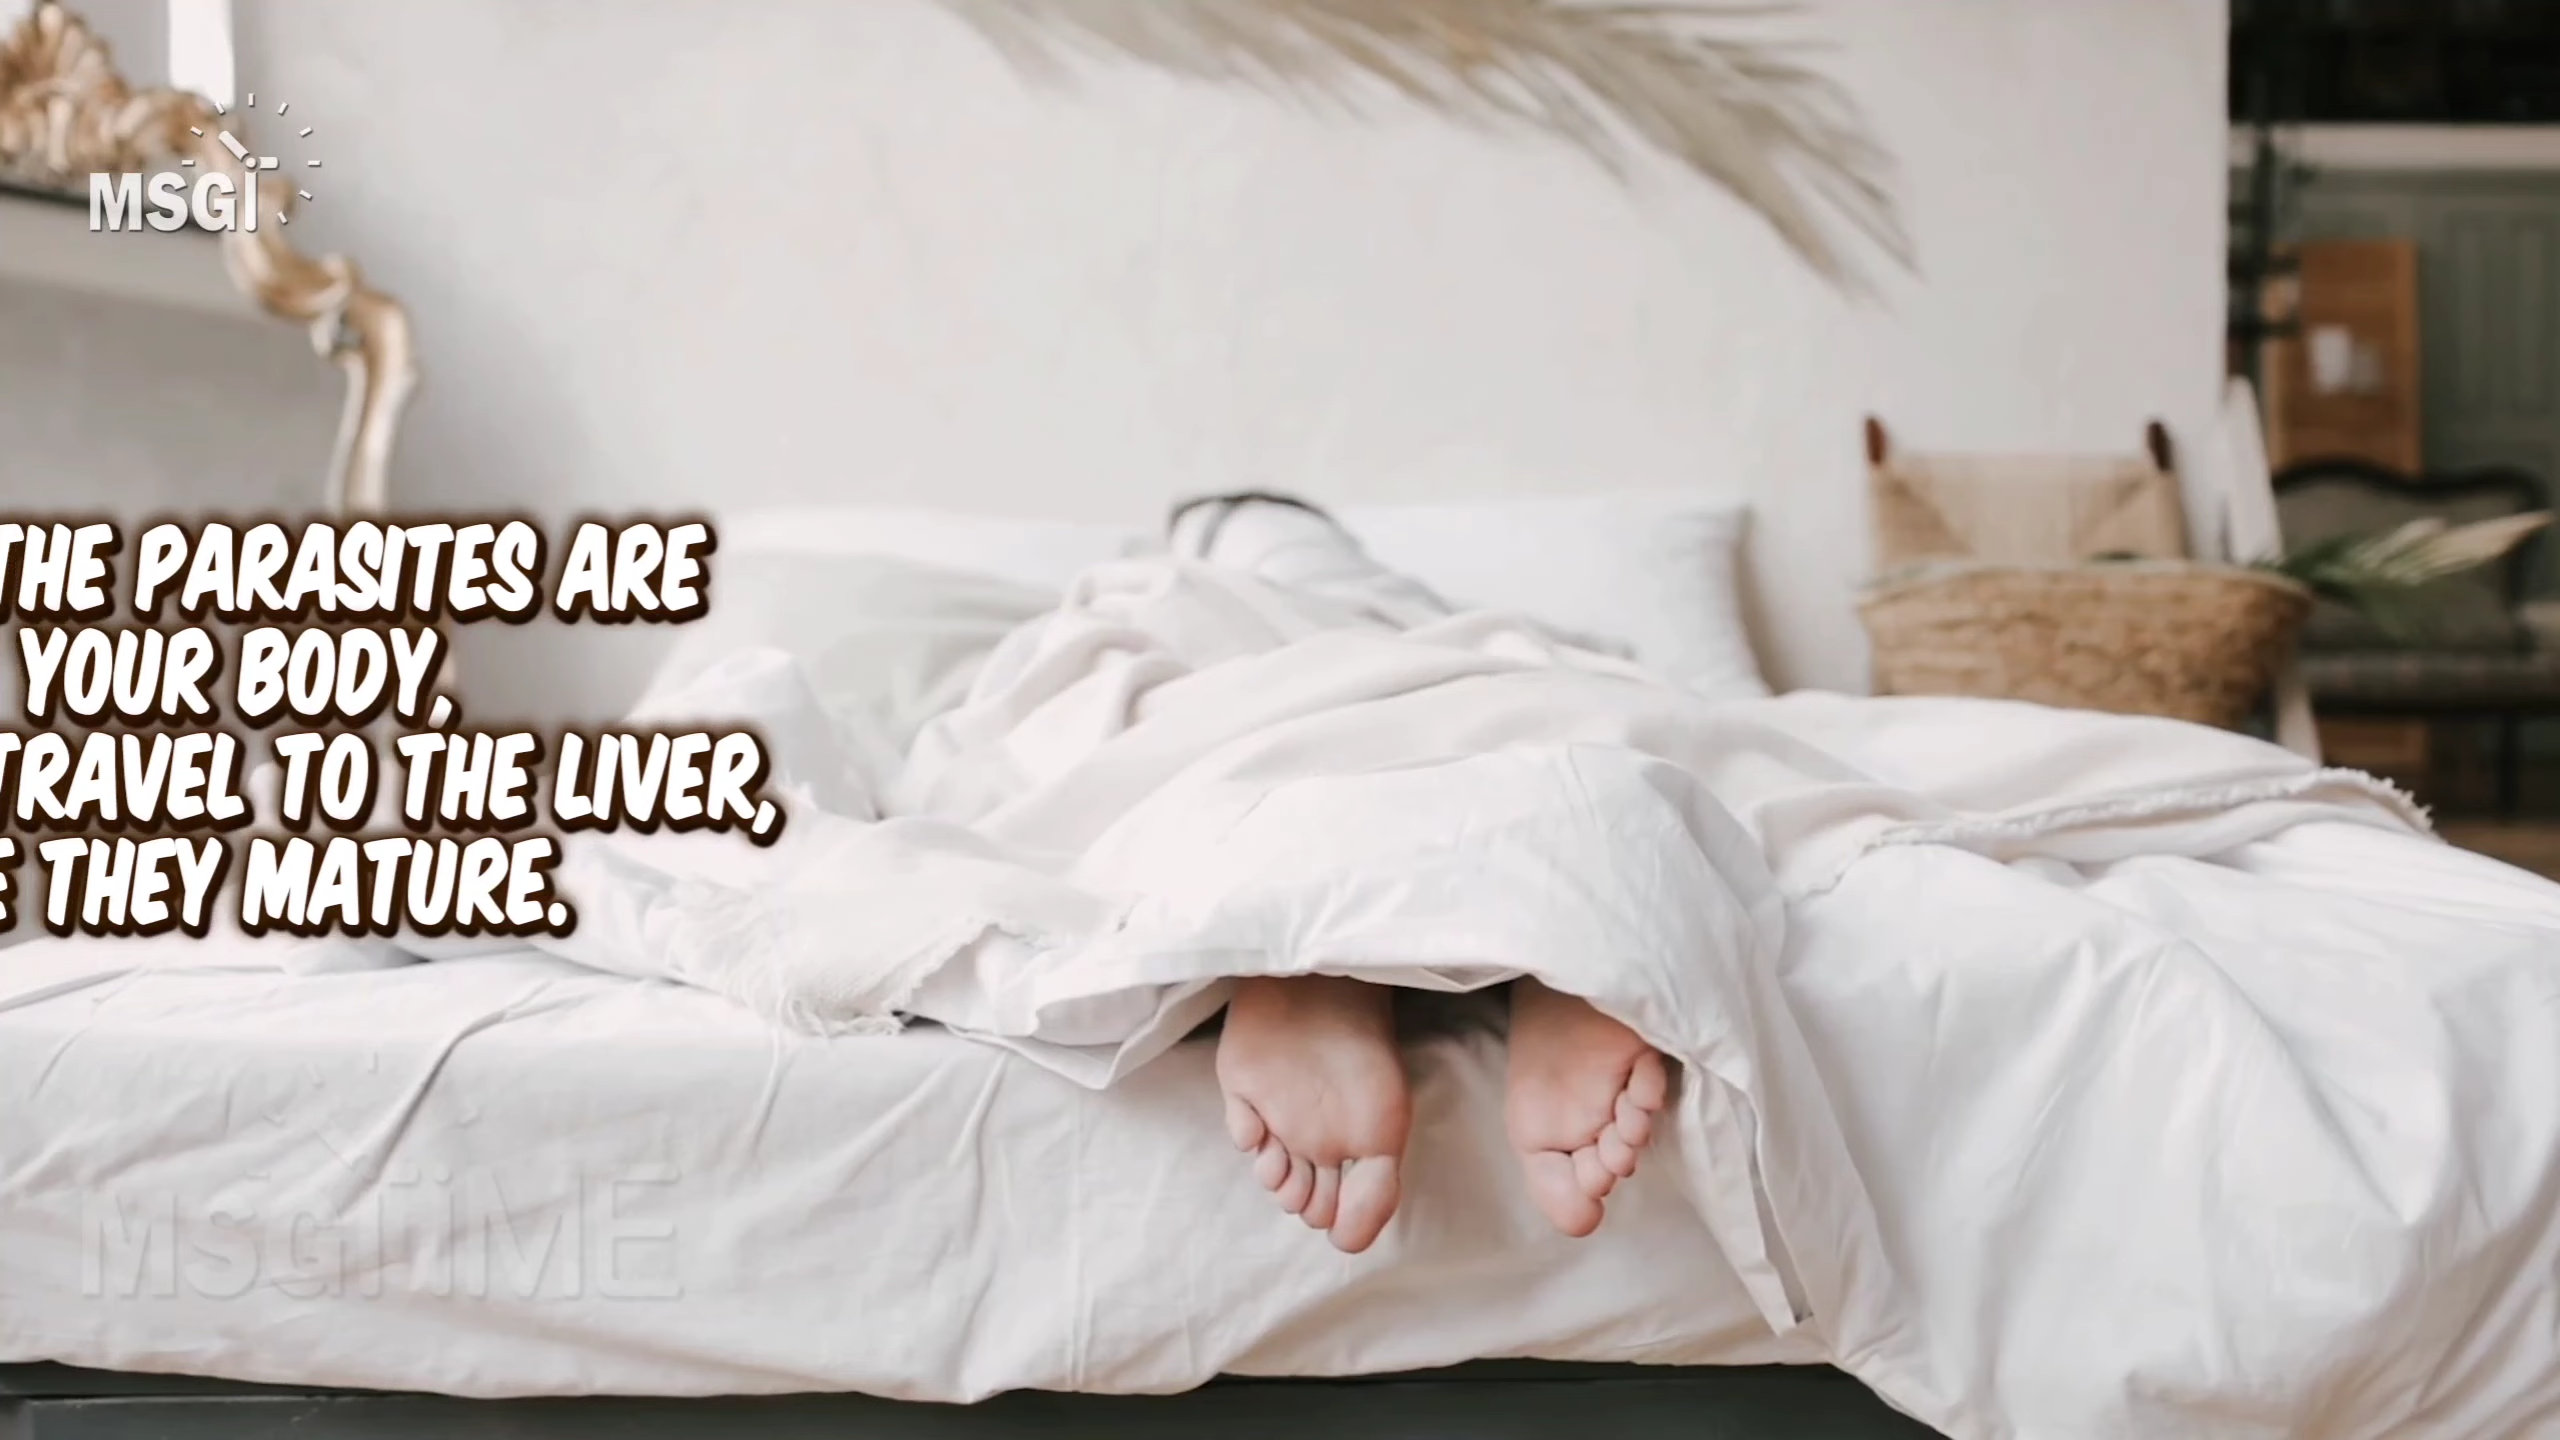 MSGi
THE PARASITES ARE
YOUR BODY,
TRAVEL TO THE LIVER,
THEY MATURE.
MSGTiME